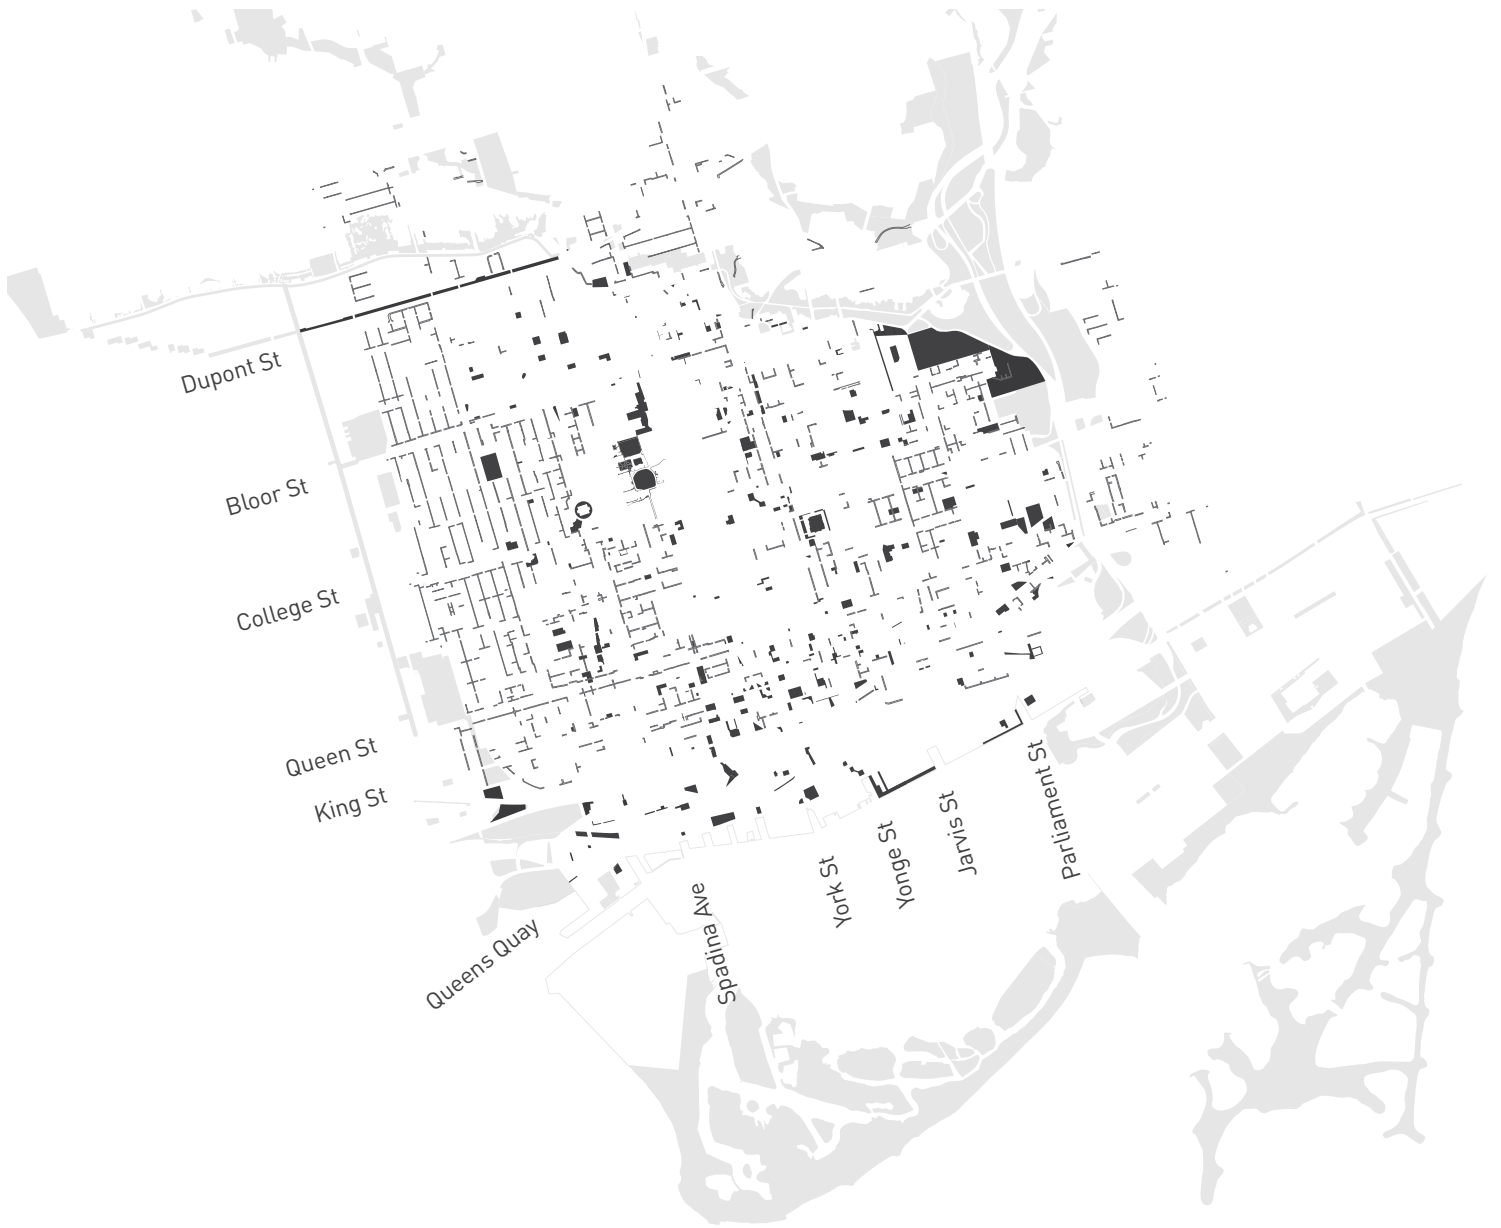 Dupont St
Bloor St
College St
Queen St
King St
Queens Quay
Spadina Ave
York St
Yonge St
Jarvis St
Parliament St